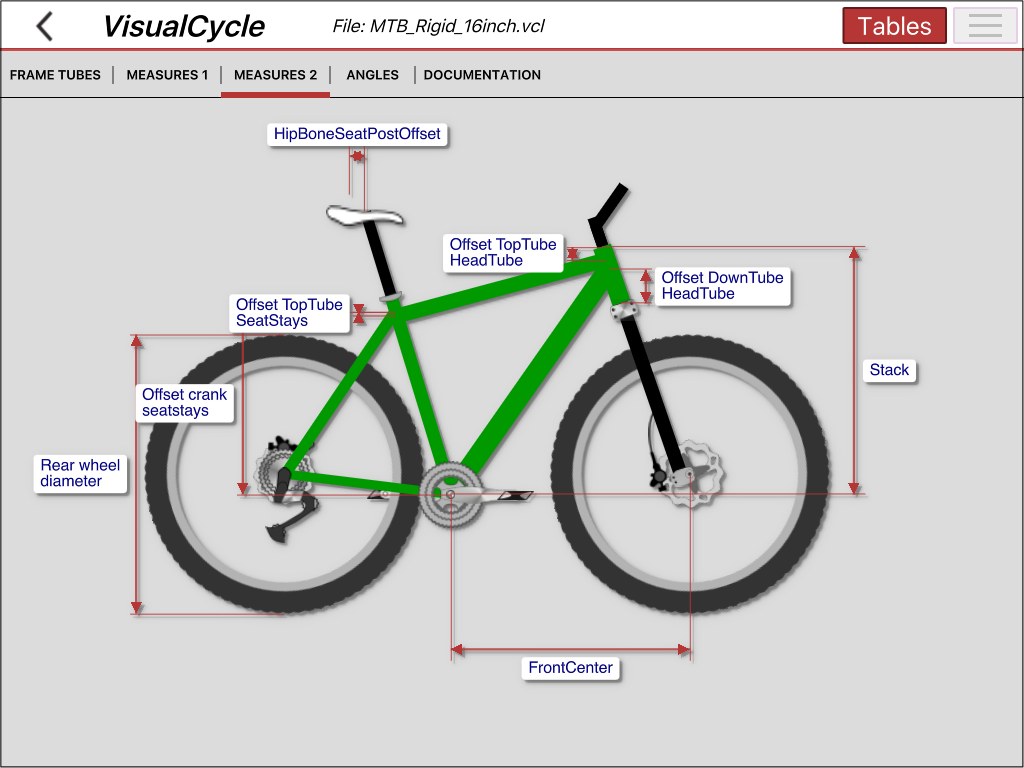 VisualCycle
File: MTB_Rigid_16inch.vcl
Tables
FRAME TUBES
MEASURES 1
MEASURES 2
ANGLES
DOCUMENTATION
HipBoneSeatPostOffset
Offset TopTube
HeadTube
Offset DownTube
HeadTube
Offset TopTube
SeatStays
Stack
Offset crank
seatstays
Rear wheel
diameter
FrontCenter